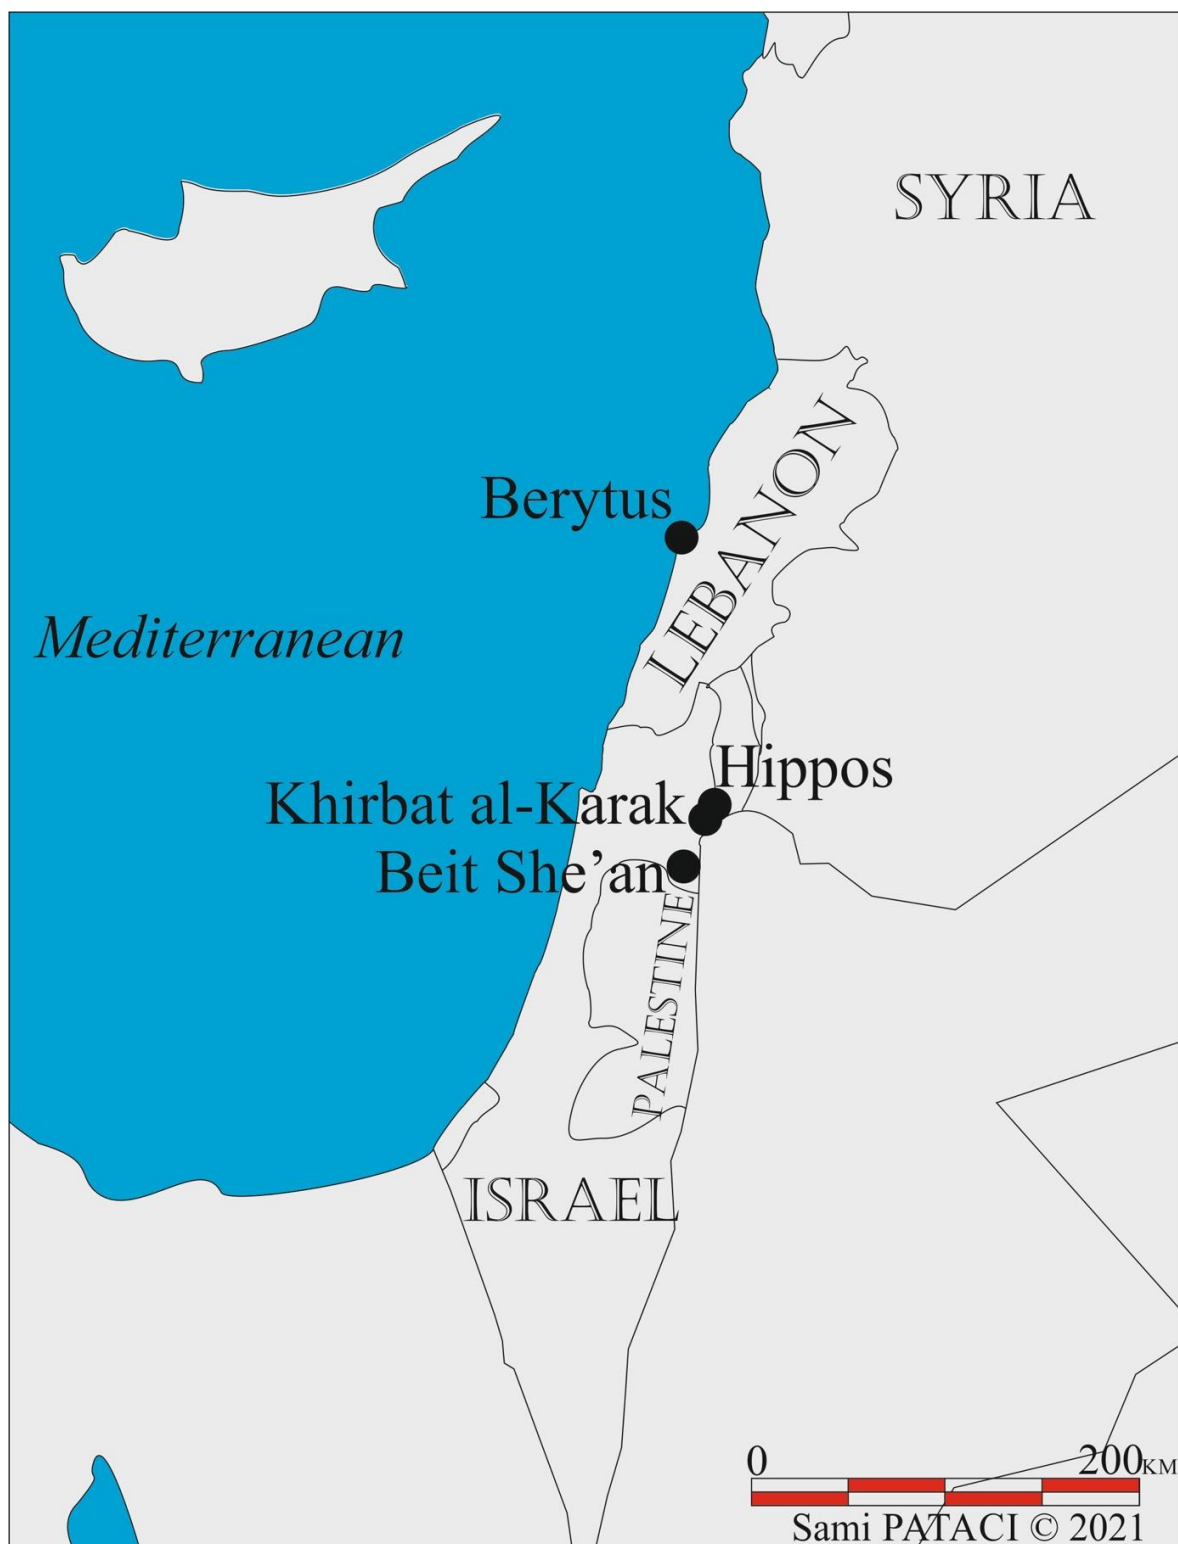 SYRIA
LEBANON
Berytus
Mediterranean
Hippos
Khirbat al-Karak
Beit She’an
PALESTINE
ISRAEL
0 200KM
Sami PATACI © 2021